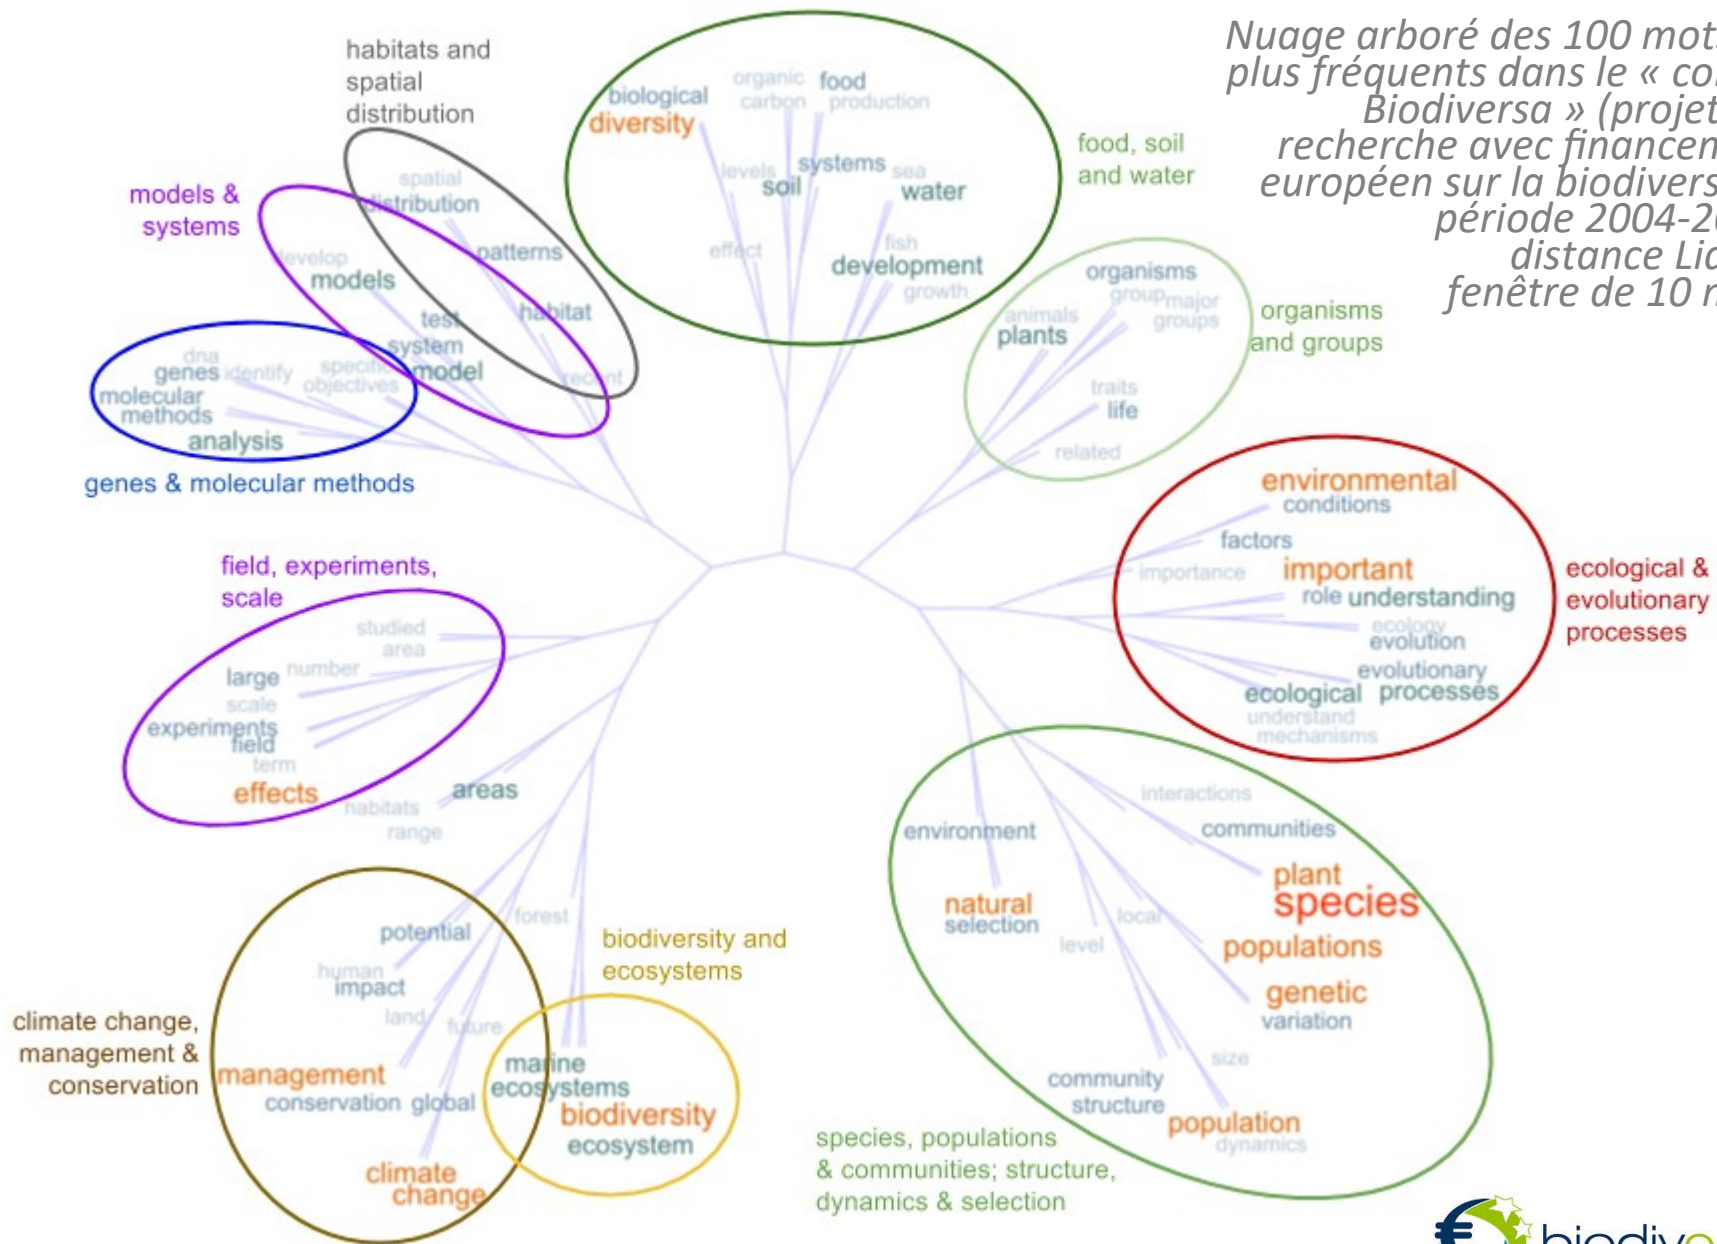 Nuage arboré des 100 mots
plus fréquents dans le «
Biodiversa » (projet
recherche avec
européen sur la
période 2004-
distance
fenêtre de 10
habitats and
spatial
distribution
spatial
distribution
patterns
habitat
recent
models &
systems
develop
models
test
system
model
dna
genes identify
molecular
methods
analysis
specific
objectives
genes & molecular methods
biological
diversity
organic
carbon
food
production
levels
soil
systems
sea
water
effect
fish
development
growth
food, soil
and water
organisms
group
major
groups
animals
plants
traits
life
related
organisms
and groups
environmental
conditions
factors
importance
important
role understanding
ecology
evolution
evolutionary
ecological processes
understand
mechanisms
ecological &
evolutionary
processes
field, experiments,
scale
studied
area
large number
scale
experiments
field
term
effects
habitats
range
areas
potential
human
impact
land
future
forest
management
conservation global
climate
change
climate change,
management &
conservation
biodiversity and
ecosystems
marine
ecosystems
biodiversity
ecosystem
environment
natural
selection
interactions
communities
plant
species
local
level
populations
genetic
variation
size
community
structure
population
dynamics
species, populations
& communities; structure,
dynamics & selection